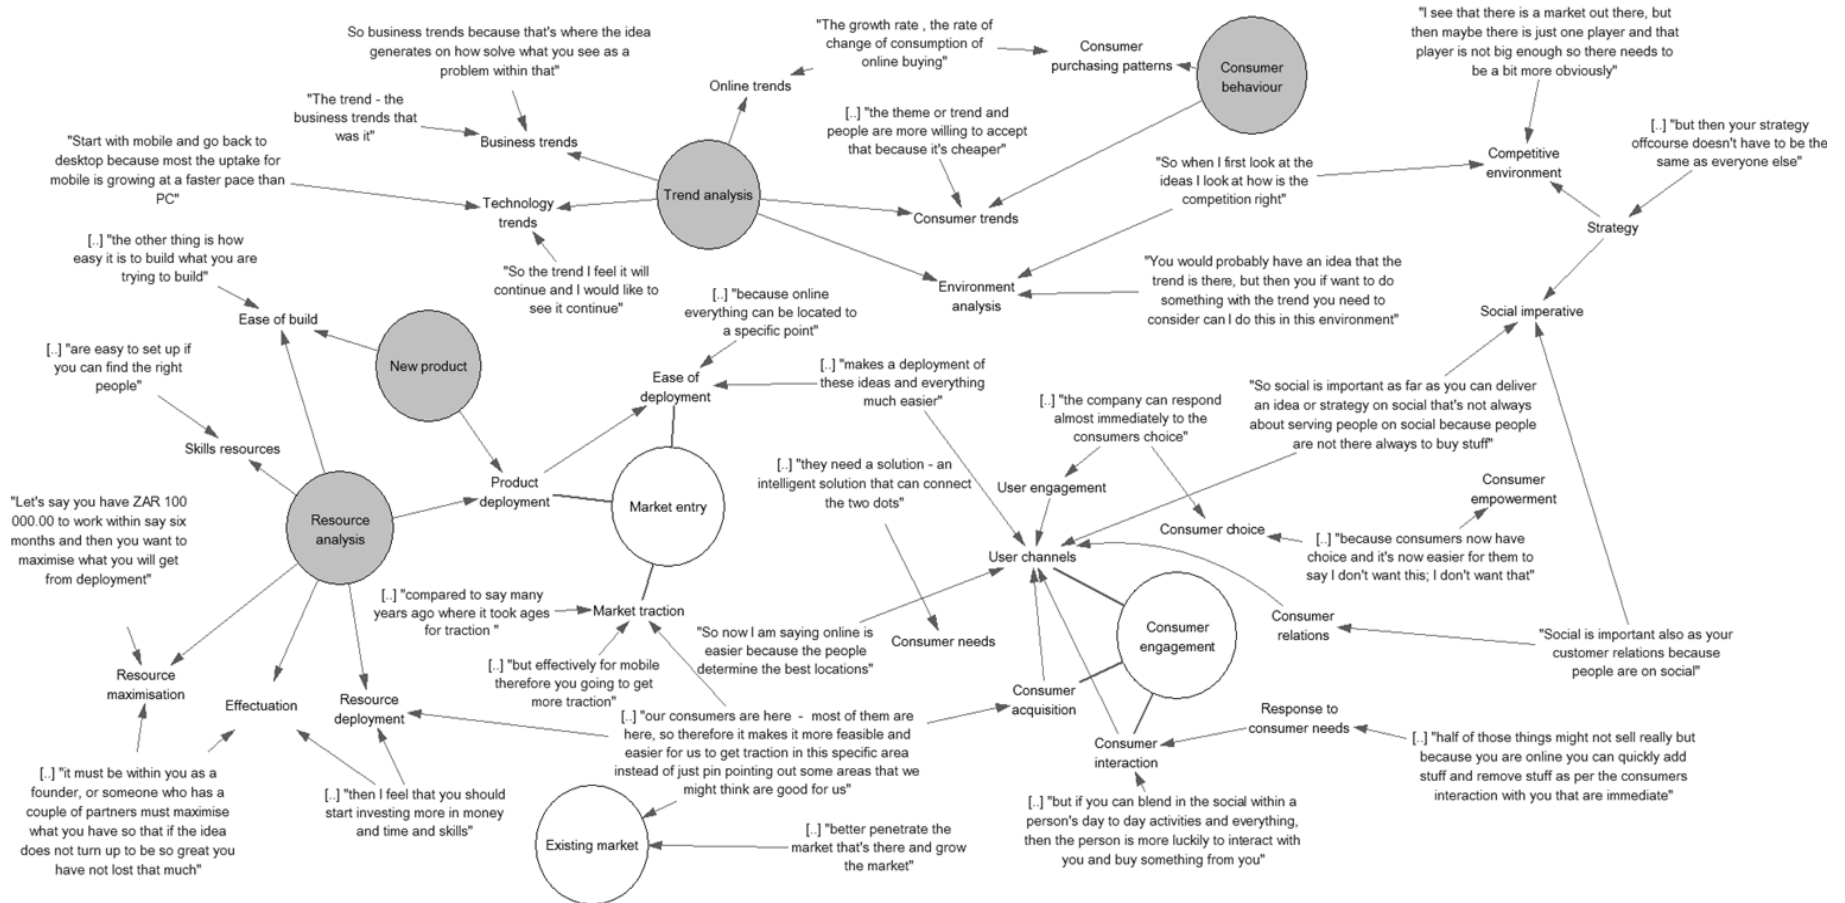 So business trends because that's where the idea
generates on how solve what you see as a
problem within that"
"The growth rate , the rate of
change of consumption of
online buying"
Consumer
purchasing patterns
Consumer
behaviour
"I see that there is a market out there, but
then maybe there is just one player and that
player is not big enough so there needs to
be a bit more obviously"
Online trends
"The trend - the
business trends that
was it"
Business trends
[..] "the theme or trend and
people are more willing to accept
that because it's cheaper"
[..] "but then your strategy
offcourse doesn't have to be the
same as everyone else"
"Start with mobile and go back to
desktop because most the uptake for
mobile is growing at a faster pace than
PC"
Trend analysis
"So when I first look at the
ideas I look at how is the
competition right"
Competitive
environment
Technology
trends
Consumer trends
Strategy
[..] "the other thing is how
easy it is to build what you are
trying to build"
"So the trend I feel it will
continue and I would like to
see it continue"
Environment
analysis
"You would probably have an idea that the
trend is there, but then you if want to do
something with the trend you need to
consider can I do this in this environment"
Social imperative
Ease of build
New product
[..] "because online
everything can be located to
a specific point"
[..] "are easy to set up if
you can find the right
people"
Ease of
deployment
[..] "makes a deployment of
these ideas and everything
much easier"
[..] "the company can respond
almost immediately to the
consumers choice"
"So social is important as far as you can deliver
an idea or strategy on social that's not always
about serving people on social because people
are not there always to buy stuff"
Skills resources
Product
deployment
Market entry
[..] "they need a solution - an
intelligent solution that can connect
the two dots"
User engagement
Consumer
empowerment
"Let's say you have ZAR 100
000.00 to work within say six
months and then you want to
maximise what you will get
from deployment"
Resource
analysis
Consumer choice
[..] "because consumers now have
choice and it's now easier for them to
say I don't want this; I don't want that"
User channels
[..] "compared to say many
years ago where it took ages
for traction "
Market traction
"So now I am saying online is
easier because the people
determine the best locations"
Consumer needs
Consumer
engagement
Consumer
relations
"Social is important also as your
customer relations because
people are on social"
[..] "but effectively for mobile
therefore you going to get
more traction"
Resource
maximisation
Effectuation
Resource
deployment
[..] "our consumers are here  -  most of them are
here, so therefore it makes it more feasible and
easier for us to get traction in this specific area
instead of just pin pointing out some areas that we
might think are good for us"
Consumer
acquisition
Consumer
interaction
Response to
consumer needs
[..] "half of those things might not sell really but
because you are online you can quickly add
stuff and remove stuff as per the consumers
interaction with you that are immediate"
[..] "it must be within you as a
founder, or someone who has a
couple of partners must maximise
what you have so that if the idea
does not turn up to be so great you
have not lost that much"
[..] "then I feel that you should
start investing more in money
and time and skills"
Existing market
[..] "better penetrate the
market that's there and grow
the market"
[..] "but if you can blend in the social within a
person's day to day activities and everything,
then the person is more luckily to interact with
you and buy something from you"